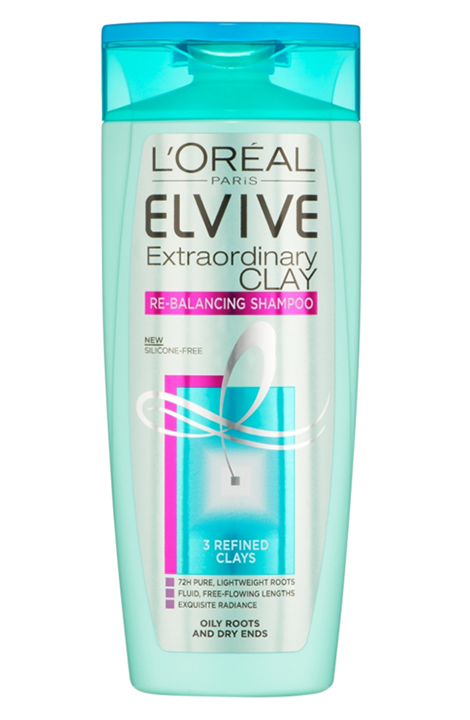 L'ORÉAL
PARIS
ELVIVE
Extraordinary
CLAY
RE-BALANCING SHAMPOO
NEW
SILICONE-FREE
3 REFINED
CLAYS
72H PURE, LIGHTWEIGHT ROOTS
FLUID, FREE-FLOWING LENGTHS
EXQUISITE RADIANCE
OILY ROOTS
AND DRY ENDS